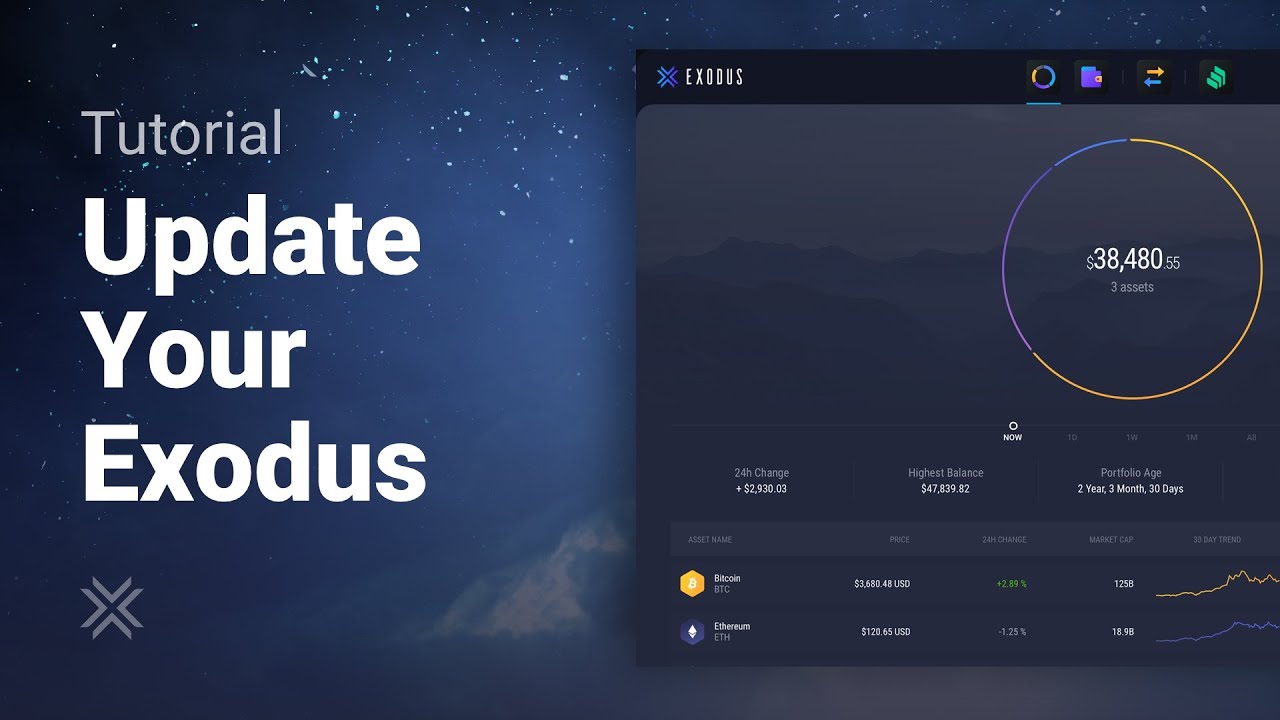 Tutorial
Update
Your
Exodus
EXODUS
$38,480.55
3 assets
NOW 1D 1W 1M All
24h Change Highest Balance Portfolio Age
+ $2,930.03 $47,839.82 2 Year, 3 Month, 30 Days
ASSET NAME PRICE 24H CHANGE MARKET CAP 30 DAY TREND
Bitcoin
BTC
$3,680.48 USD +2.89 % 125B
Ethereum
ETH
$120.65 USD -1.25 % 18.9B